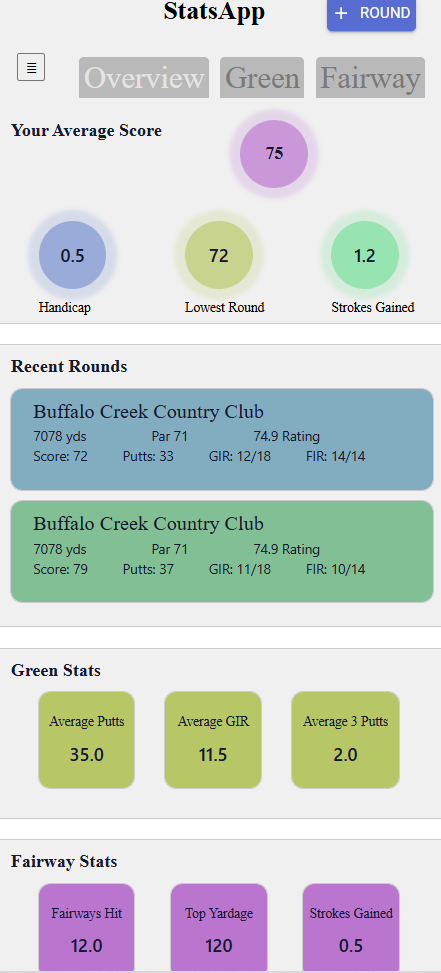 StatsApp
+ ROUND
Overview Green Fairway
Your Average Score
75
0.5 72 1.2
Handicap Lowest Round Strokes Gained
Recent Rounds
Buffalo Creek Country Club
7078 yds Par 71 74.9 Rating
Score: 72 Putts: 33 GIR: 12/18 FIR: 14/14
Buffalo Creek Country Club
7078 yds Par 71 74.9 Rating
Score: 79 Putts: 37 GIR: 11/18 FIR: 10/14
Green Stats
Average Putts Average GIR Average 3 Putts
35.0 11.5 2.0
Fairway Stats
Fairways Hit Top Yardage Strokes Gained
12.0 120 0.5